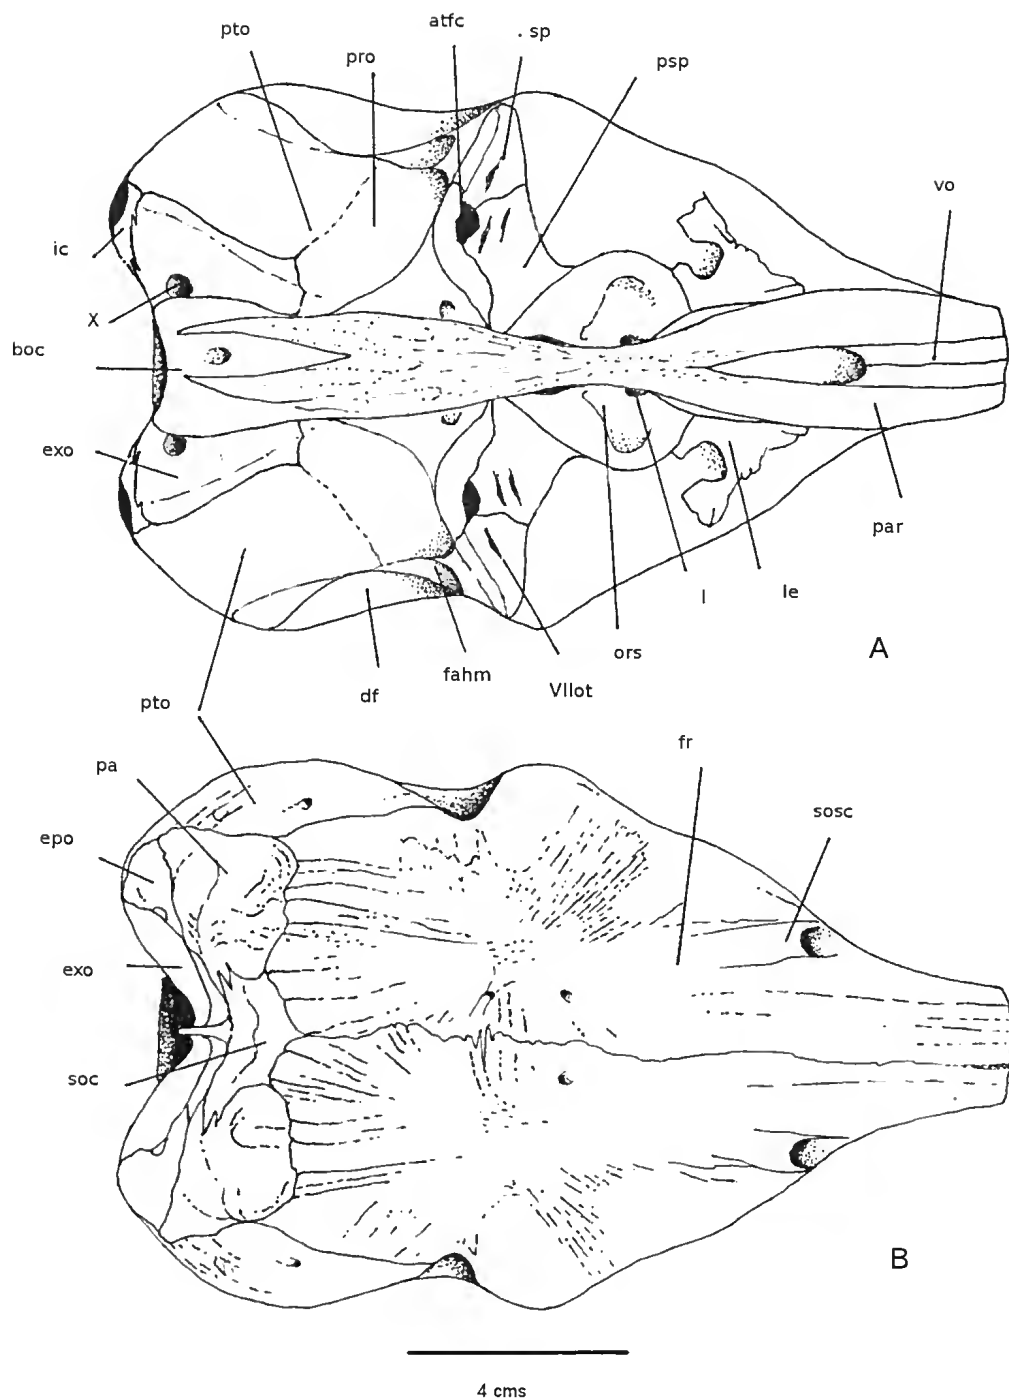 atfc
pto
. sp
pro
psp
vo
ic
X
boc
exo
par
I
le
ors
A
fahm
VIIot
df
pto
fr
pa
sosc
epo
exo
soc
B
4 cms